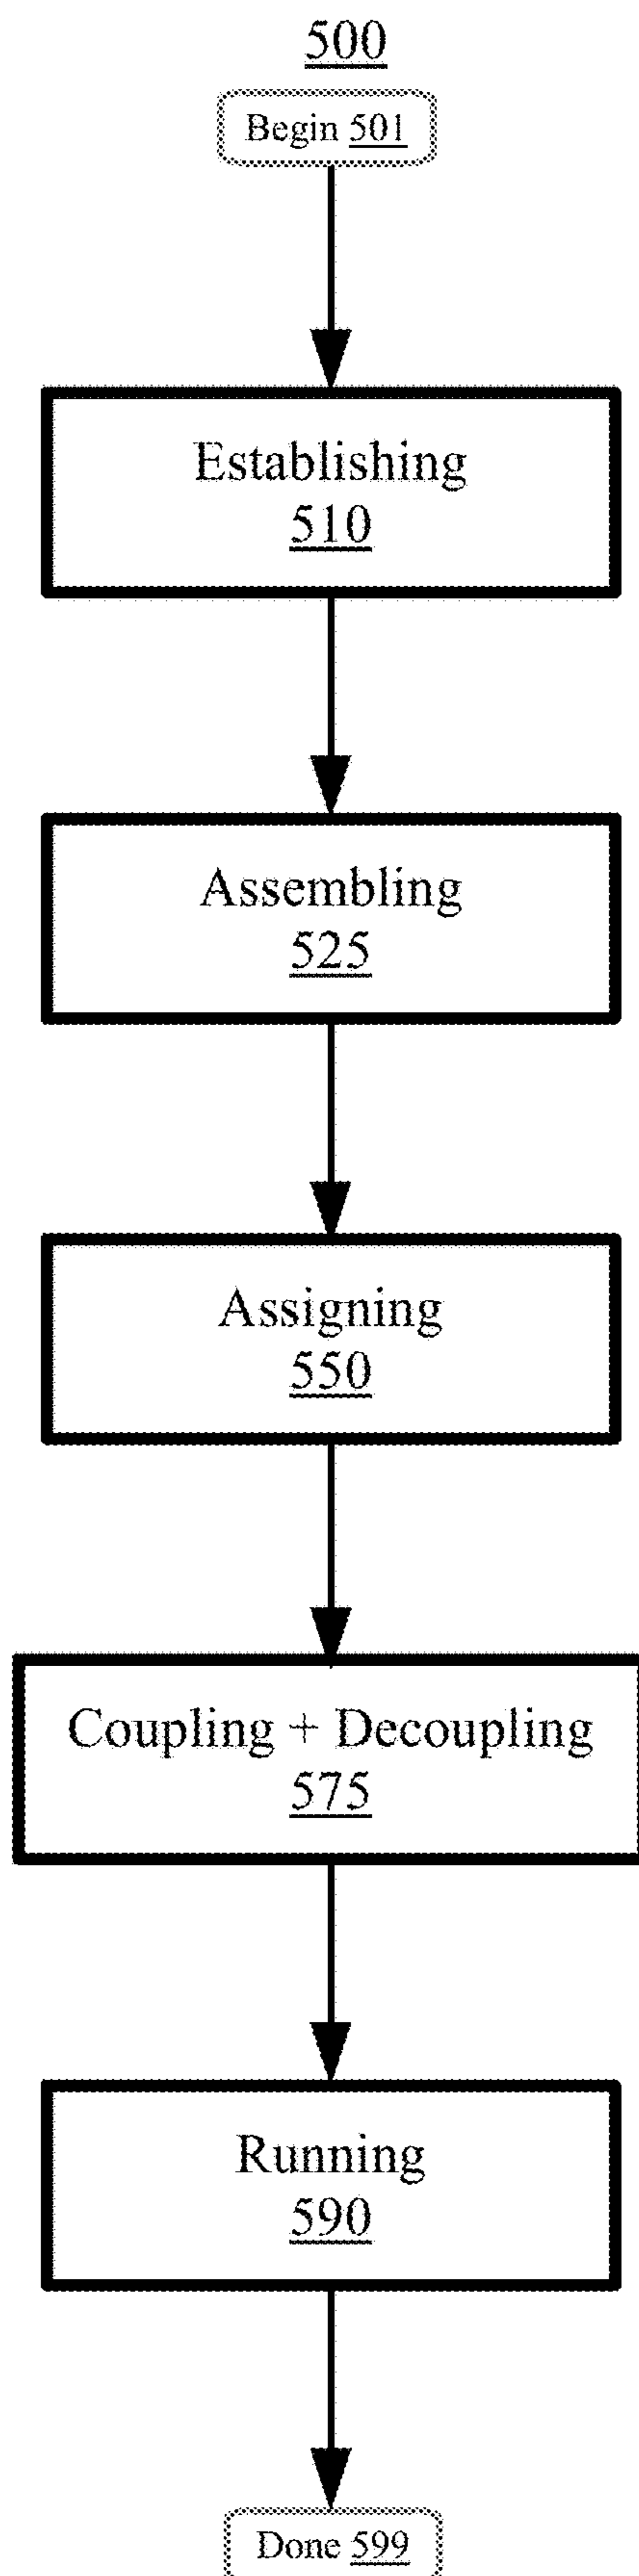 500
Begin 501
Establishing
510
Assembling
525
Assigning
550
Coupling + Decoupling
575
Running
590
Done 599